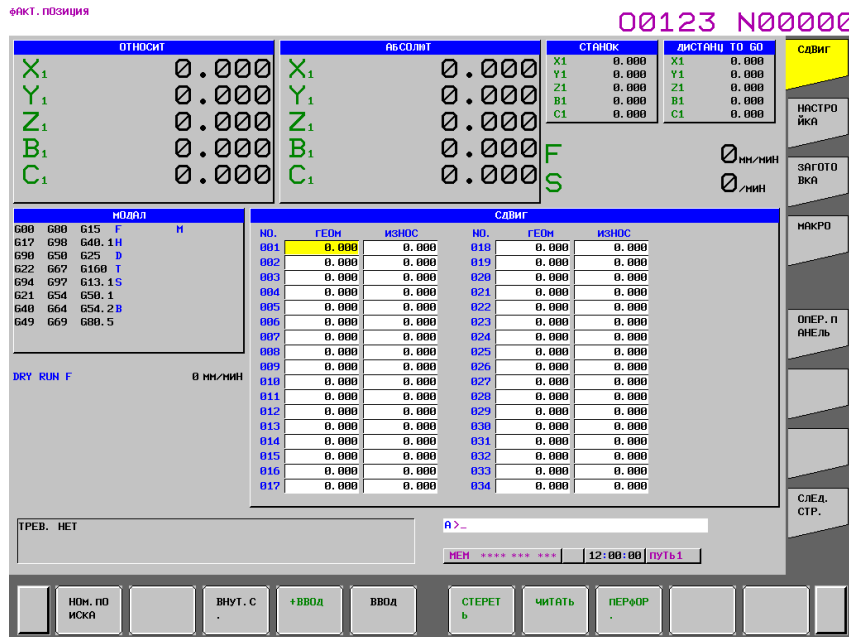 ФАКТ.ПОЗИЦИЯ
O0123 N00000
ОТНОСИТ
X1 0.000
Y1 0.000
Z1 0.000
B1 0.000
C1 0.000
АБСОЛЮТ
X1 0.000
Y1 0.000
Z1 0.000
B1 0.000
C1 0.000
СТАНОК
X1 0.000
Y1 0.000
Z1 0.000
B1 0.000
C1 0.000
ДИСТАНЦ TO GO
X1 0.000
Y1 0.000
Z1 0.000
B1 0.000
C1 0.000
F 0ММ/МИН
S 0/МИН
МОДАЛ
G00 G80 G15 F M
G17 G98 G40.1H
G90 G50 G25 D
G22 G67 G160 T
G94 G97 G13.1S
G21 G54 G50.1
G40 G64 G54.2B
G49 G69 G80.5
DRY RUN F 0 ММ/МИН
СДВИГ
NO. ГЕОМ ИЗНОС NO. ГЕОМ ИЗНОС
001 0.000 0.000 018 0.000 0.000
002 0.000 0.000 019 0.000 0.000
003 0.000 0.000 020 0.000 0.000
004 0.000 0.000 021 0.000 0.000
005 0.000 0.000 022 0.000 0.000
006 0.000 0.000 023 0.000 0.000
007 0.000 0.000 024 0.000 0.000
008 0.000 0.000 025 0.000 0.000
009 0.000 0.000 026 0.000 0.000
010 0.000 0.000 027 0.000 0.000
011 0.000 0.000 028 0.000 0.000
012 0.000 0.000 029 0.000 0.000
013 0.000 0.000 030 0.000 0.000
014 0.000 0.000 031 0.000 0.000
015 0.000 0.000 032 0.000 0.000
016 0.000 0.000 033 0.000 0.000
017 0.000 0.000 034 0.000 0.000
ТРЕВ. НЕТ
A>_
MEM **** *** *** 12:00:00 ПУТЬ1
СДВИГ
НАСТРО
ЙКА
ЗАГОТО
ВКА
МАКРО
ОПЕР.П
АНЕЛЬ
СЛЕД.
СТР.
НОМ.ПО
ИСКА
ВНУТ.С
.
+ВВОД
ВВОД
СТЕРЕТ
Ь
ЧИТАТЬ
ПЕРФОР
.